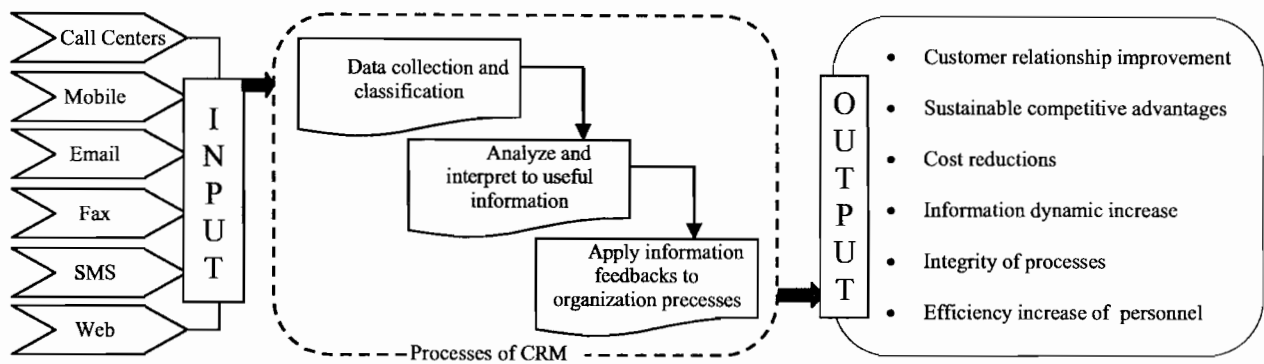 Call Centers
Mobile
Email
Fax
SMS
Web
INPUT
Data collection and
classification
Analyze and
interpret to useful
information
Apply information
feedbacks to
organization precesses
Processes of CRM
OUTPUT
• Customer relationship improvement
• Sustainable competitive advantages
• Cost reductions
• Information dynamic increase
• Integrity of processes
• Efficiency increase of personnel